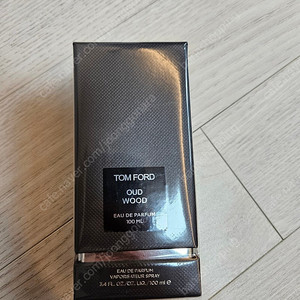 TOM FORD
OUD
WOOD
EAU DE PARFUM
100 ML
EAU DE PARFUM
VAPORISATEUR SPRAY
3.4 FL. OZ./OZ. LIQ./100 ml ℮